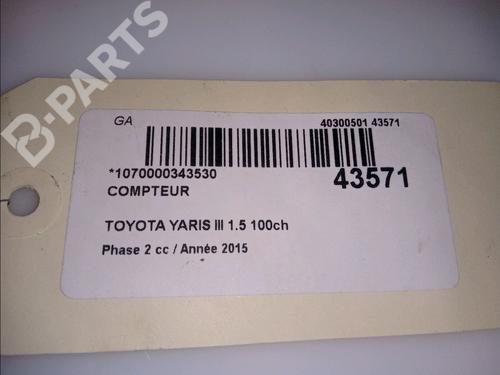 B-PARTS
GA
40300501 43571
*1070000343530
43571
COMPTEUR
TOYOTA YARIS III 1.5 100ch
Phase 2 cc / Année 2015